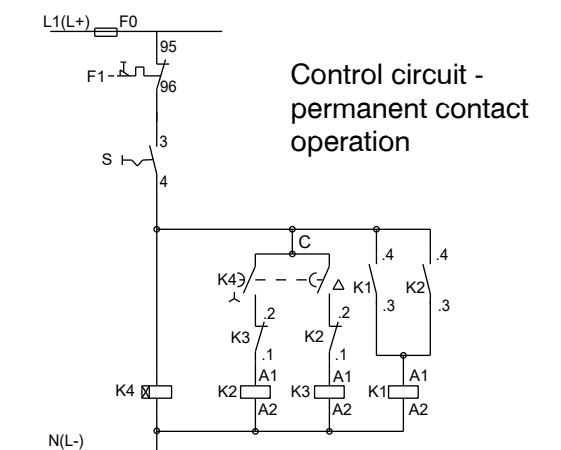 L1(L+) F0
95
F1
96
Control circuit -
permanent contact
operation
3
S
4
C
K4
K1 .4
K2 .4
.3 .3
K3 .2
.1
K2 .2
.1
K4
K2 A1
A2
K3 A1
A2
K1 A1
A2
N(L-)